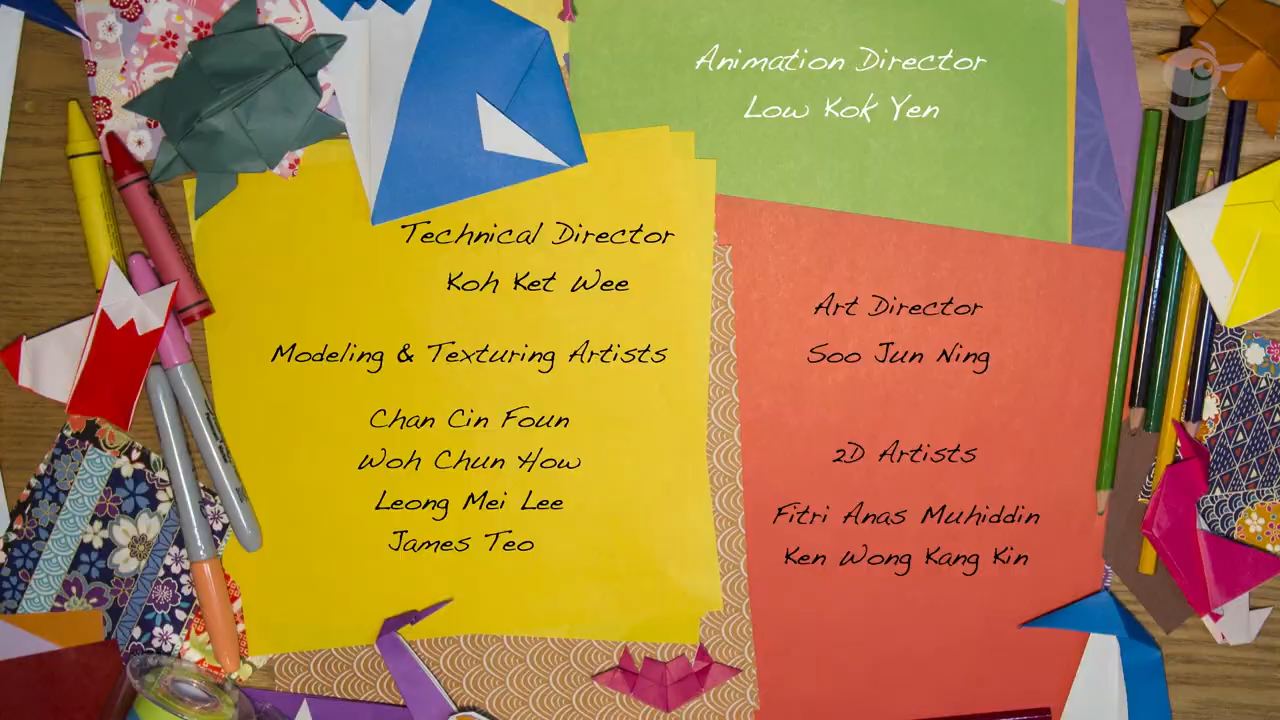 Animation Director
Low Kok Yen
Technical Director
Koh Ket Wee
Modeling & Texturing Artists
Chan Cin Foun
Woh Chun How
Leong Mei Lee
James Teo
Art Director
Soo Jun Ning
2D Artists
Fitri Anas Muhiddin
Ken Wong Kang Kin